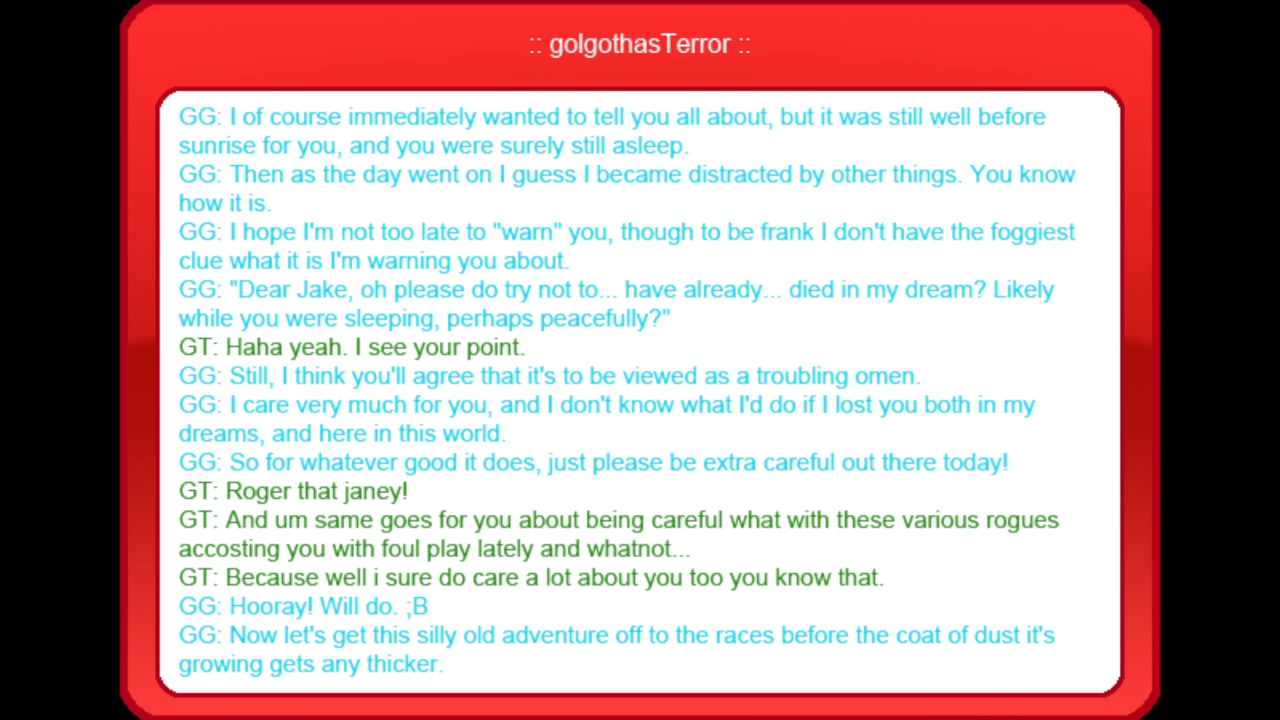 :: golgothasTerror ::
GG: I of course immediately wanted to tell you all about, but it was still well before
sunrise for you, and you were surely still asleep.
GG: Then as the day went on I guess I became distracted by other things. You know
how it is.
GG: I hope I'm not too late to "warn" you, though to be frank I don't have the foggiest
clue what it is I'm warning you about.
GG: "Dear Jake, oh please do try not to... have already... died in my dream? Likely
while you were sleeping, perhaps peacefully?"
GT: Haha yeah. I see your point.
GG: Still, I think you'll agree that it's to be viewed as a troubling omen.
GG: I care very much for you, and I don't know what I'd do if I lost you both in my
dreams, and here in this world.
GG: So for whatever good it does, just please be extra careful out there today!
GT: Roger that janey!
GT: And um same goes for you about being careful what with these various rogues
accosting you with foul play lately and whatnot...
GT: Because well i sure do care a lot about you too you know that.
GG: Hooray! Will do. ;B
GG: Now let's get this silly old adventure off to the races before the coat of dust it's
growing gets any thicker.